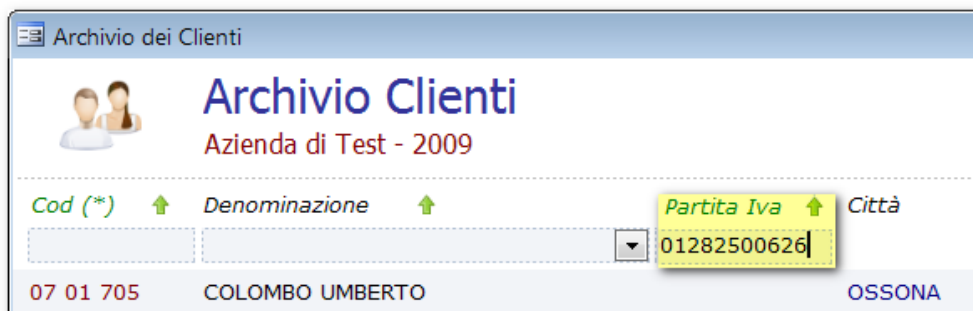 Archivio dei Clienti
Archivio Clienti
Azienda di Test - 2009
Cod (*) Denominazione Partita Iva Città
01282500626
07 01 705 COLOMBO UMBERTO OSSONA